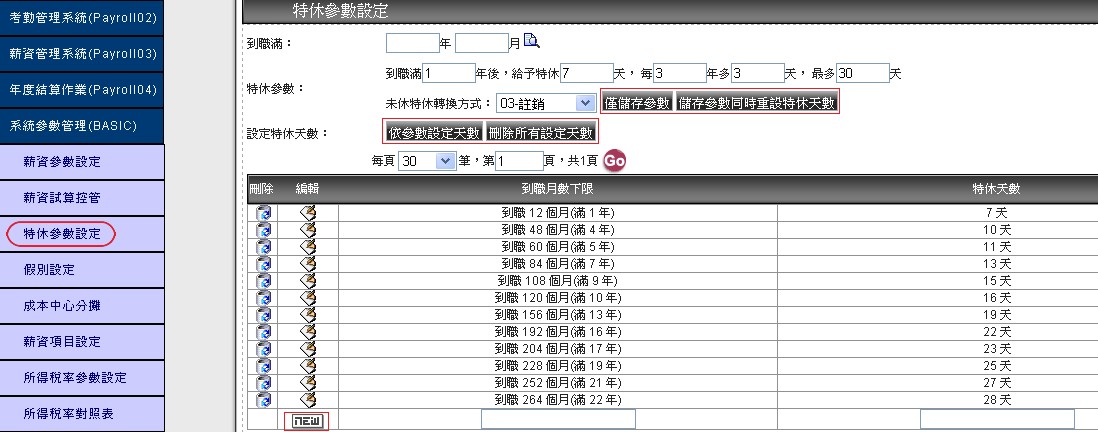 考勤管理系統(Payroll02)
薪資管理系統(Payroll03)
年度結算作業(Payroll04)
系統參數管理(BASIC)
薪資參數設定
薪資試算控管
特休參數設定
假別設定
成本中心分攤
薪資項目設定
所得稅率參數設定
所得稅率對照表
特休參數設定
到職滿： 年 月
特休參數： 到職滿 1 年後，給予特休 7 天， 每 3 年多 3 天， 最多 30 天
未休特休轉換方式： 03-註銷 僅儲存參數 儲存參數同時重設特休天數
設定特休天數： 依參數設定天數 刪除所有設定天數
每頁 30 筆，第 1 頁，共1頁 Go
刪除 編輯 到職月數下限 特休天數
到職 12 個月(滿 1 年) 7 天
到職 48 個月(滿 4 年) 10 天
到職 60 個月(滿 5 年) 11 天
到職 84 個月(滿 7 年) 13 天
到職 108 個月(滿 9 年) 15 天
到職 120 個月(滿 10 年) 16 天
到職 156 個月(滿 13 年) 19 天
到職 192 個月(滿 16 年) 22 天
到職 204 個月(滿 17 年) 23 天
到職 228 個月(滿 19 年) 25 天
到職 252 個月(滿 21 年) 27 天
到職 264 個月(滿 22 年) 28 天
NEW